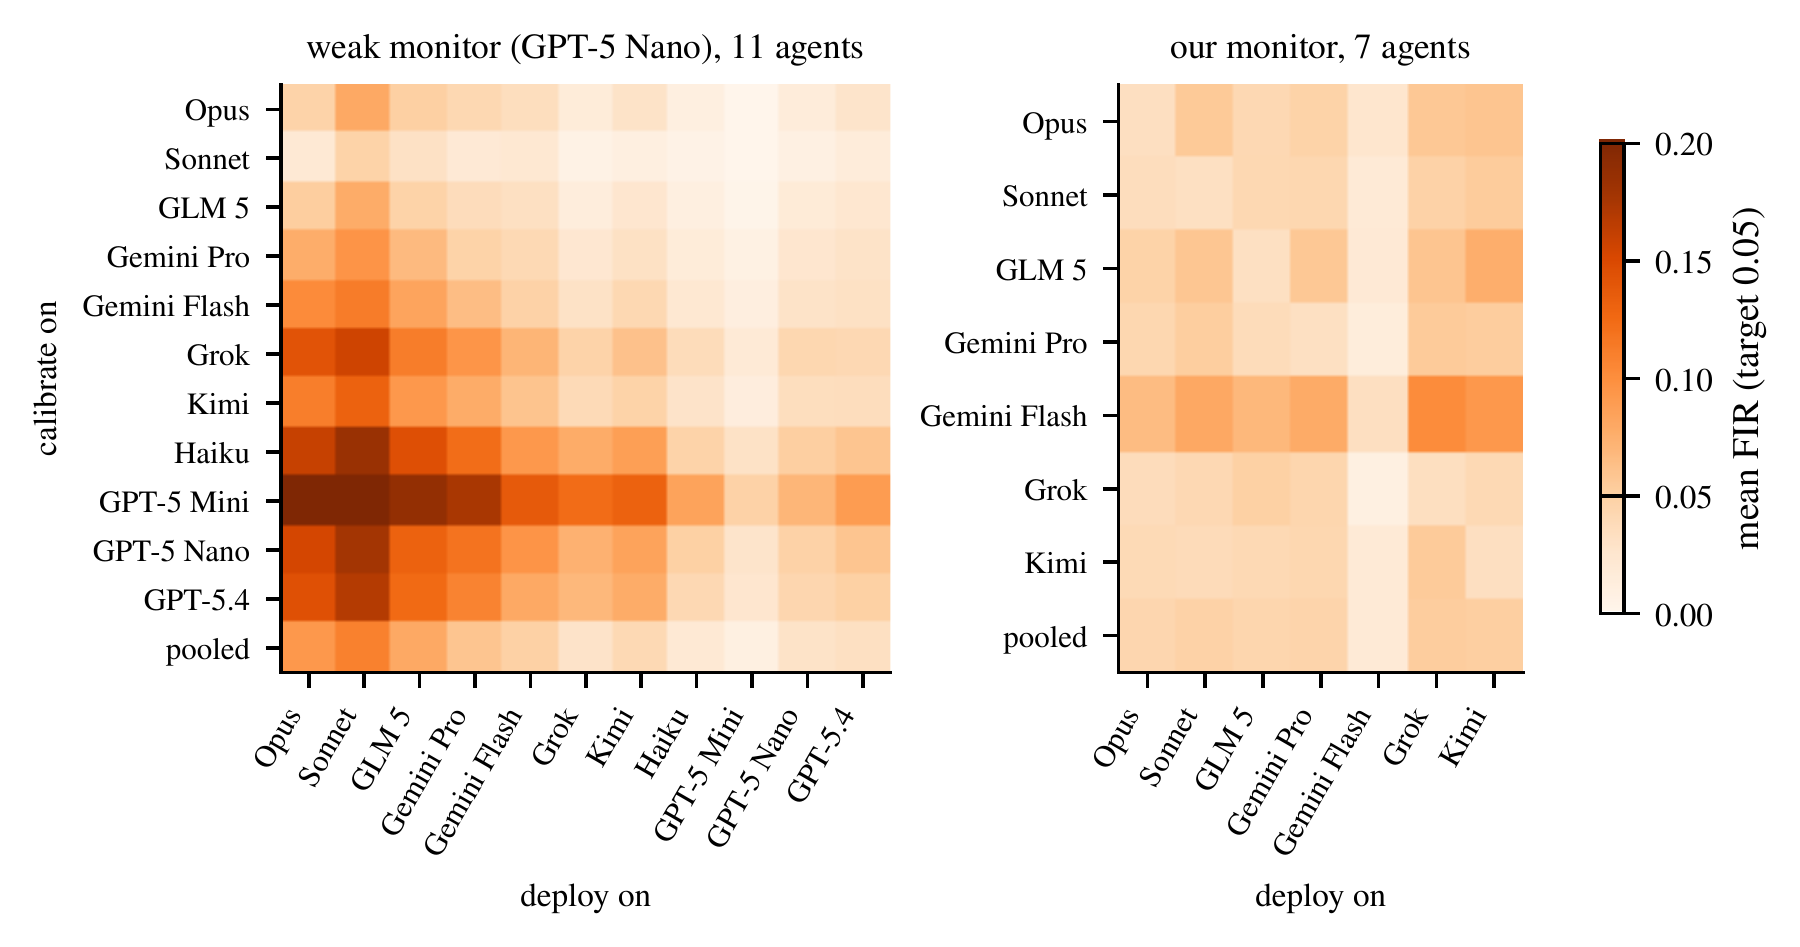 weak monitor (GPT-5 Nano), 11 agents
calibrate on
Opus
Sonnet
GLM 5
Gemini Pro
Gemini Flash
Grok
Kimi
Haiku
GPT-5 Mini
GPT-5 Nano
GPT-5.4
pooled
Opus
Sonnet
GLM 5
Gemini Pro
Gemini Flash
Grok
Kimi
Haiku
GPT-5 Mini
GPT-5 Nano
GPT-5.4
deploy on
our monitor, 7 agents
Opus
Sonnet
GLM 5
Gemini Pro
Gemini Flash
Grok
Kimi
pooled
Opus
Sonnet
GLM 5
Gemini Pro
Gemini Flash
Grok
Kimi
deploy on
0.20
0.15
0.10
0.05
0.00
mean FIR (target 0.05)